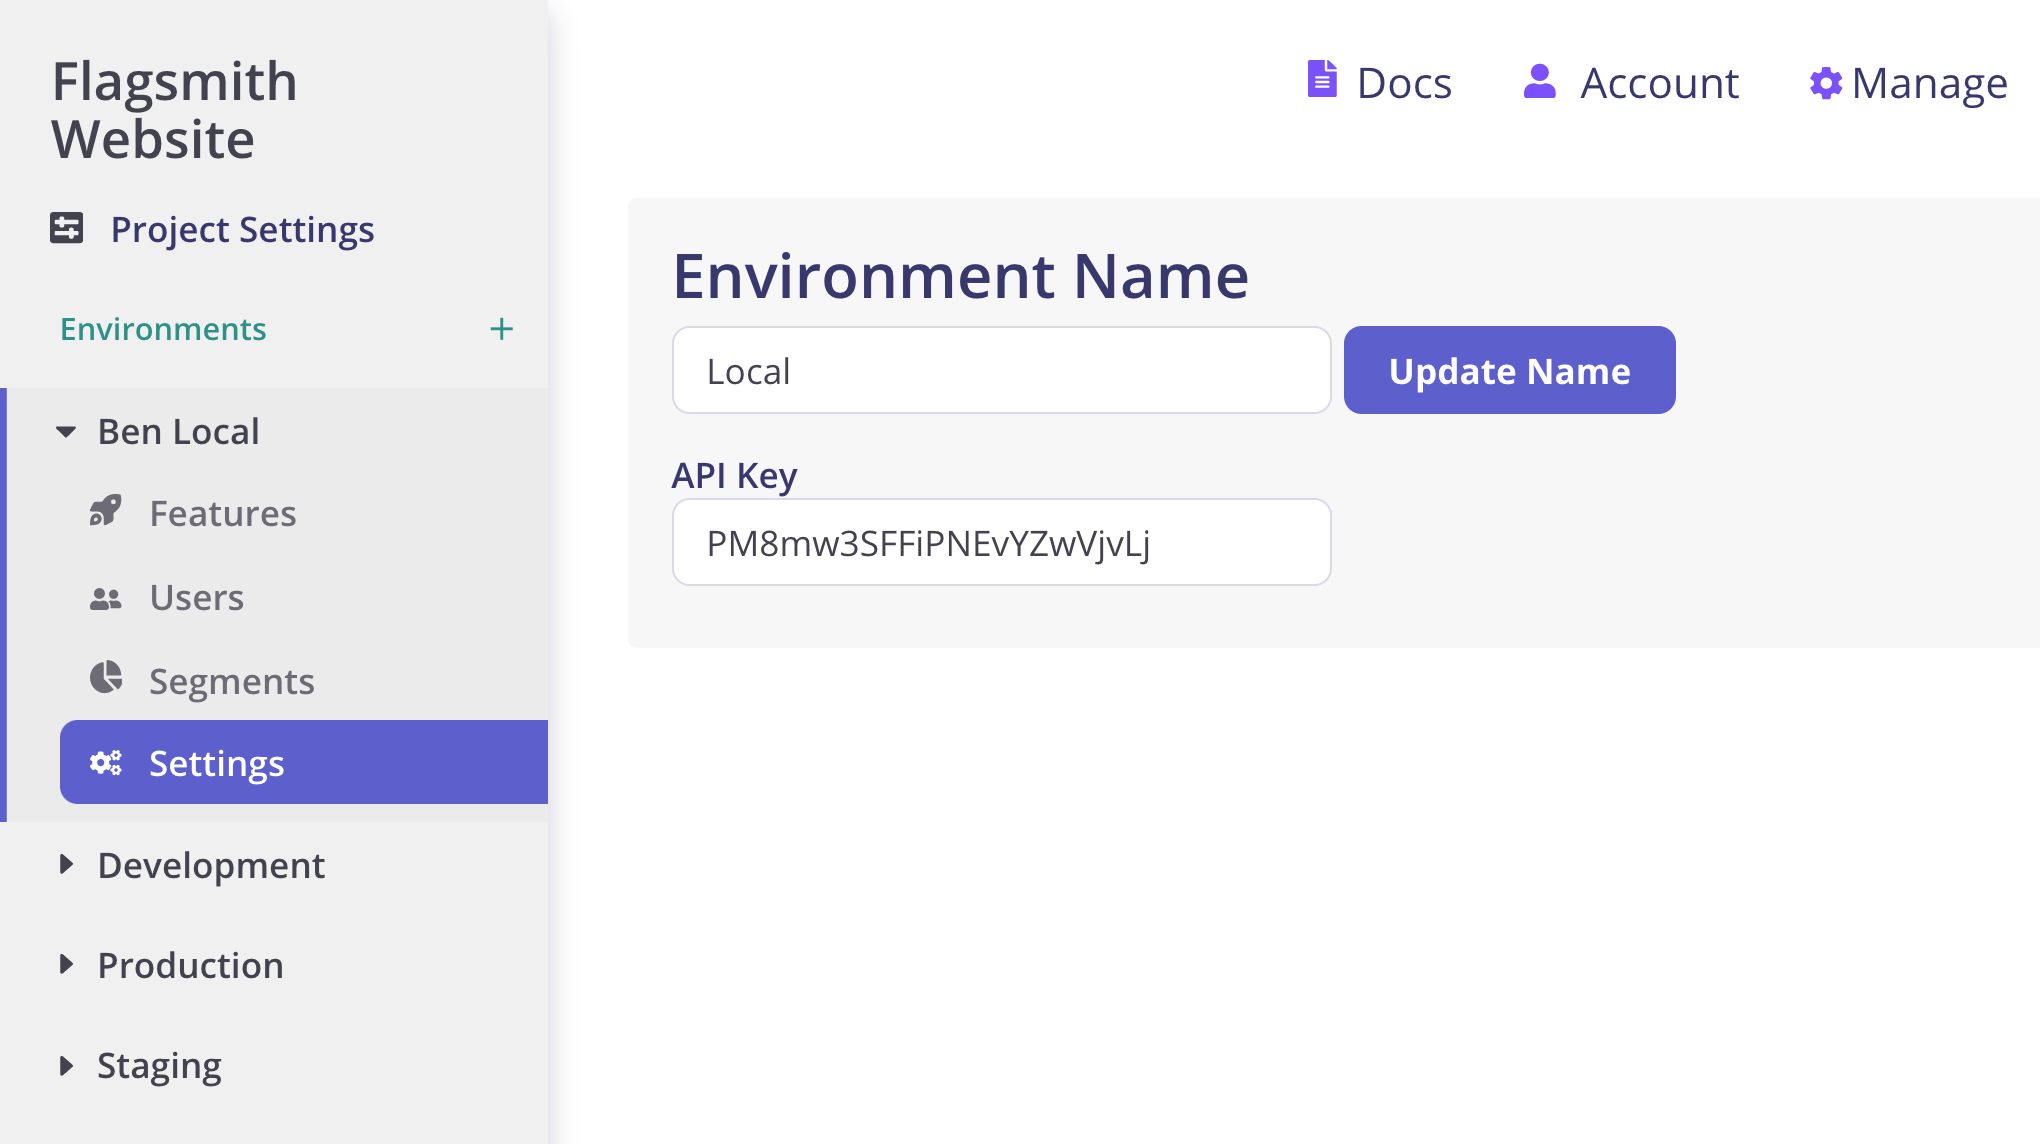 Flagsmith
Website
Project Settings
Environments
Ben Local
Features
Users
Segments
Settings
Development
Production
Staging
Docs
Account
Manage
Environment Name
Local
Update Name
API Key
PM8mw3SFFiPNEvYZwVjvLj